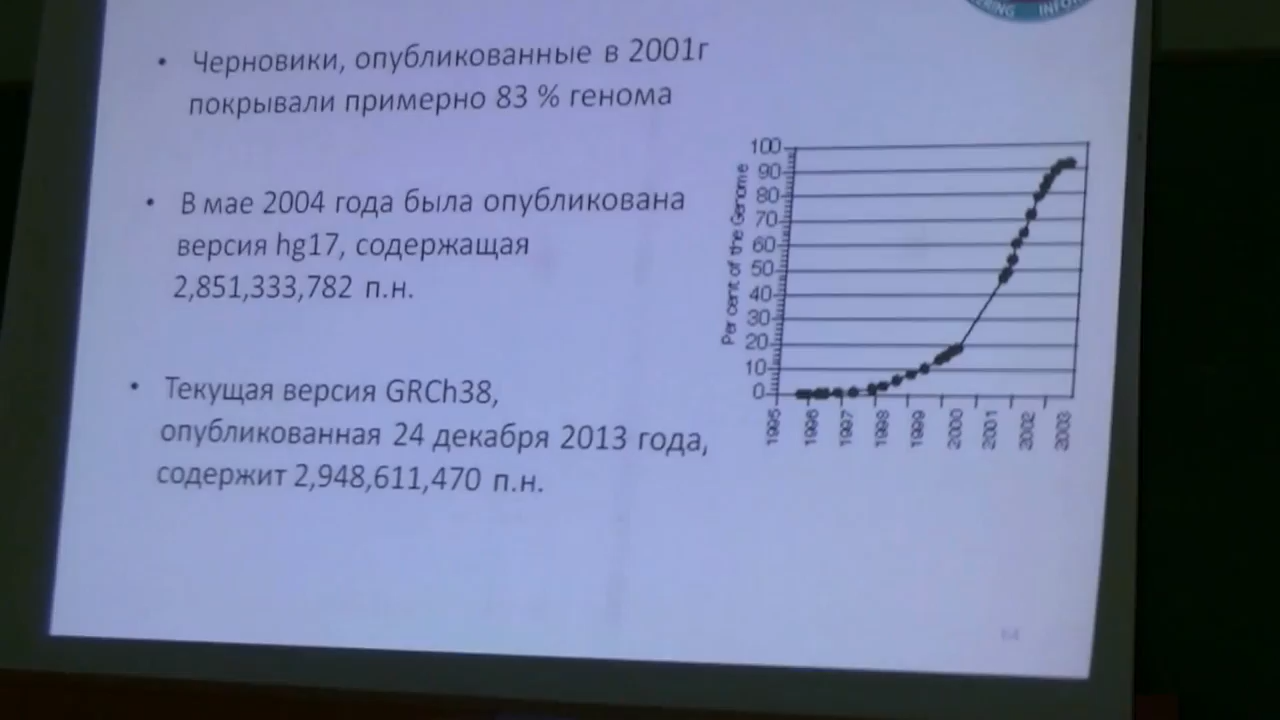 ERING INFOR
• Черновики, опубликованные в 2001г
покрывали примерно 83 % генома
• В мае 2004 года была опубликована
версия hg17, содержащая
2,851,333,782 п.н.
• Текущая версия GRCh38,
опубликованная 24 декабря 2013 года,
содержит 2,948,611,470 п.н.
Per cent of the Genome
100
90
80
70
60
50
40
30
20
10
0
1995 1996 1997 1998 1999 2000 2001 2002 2003
64